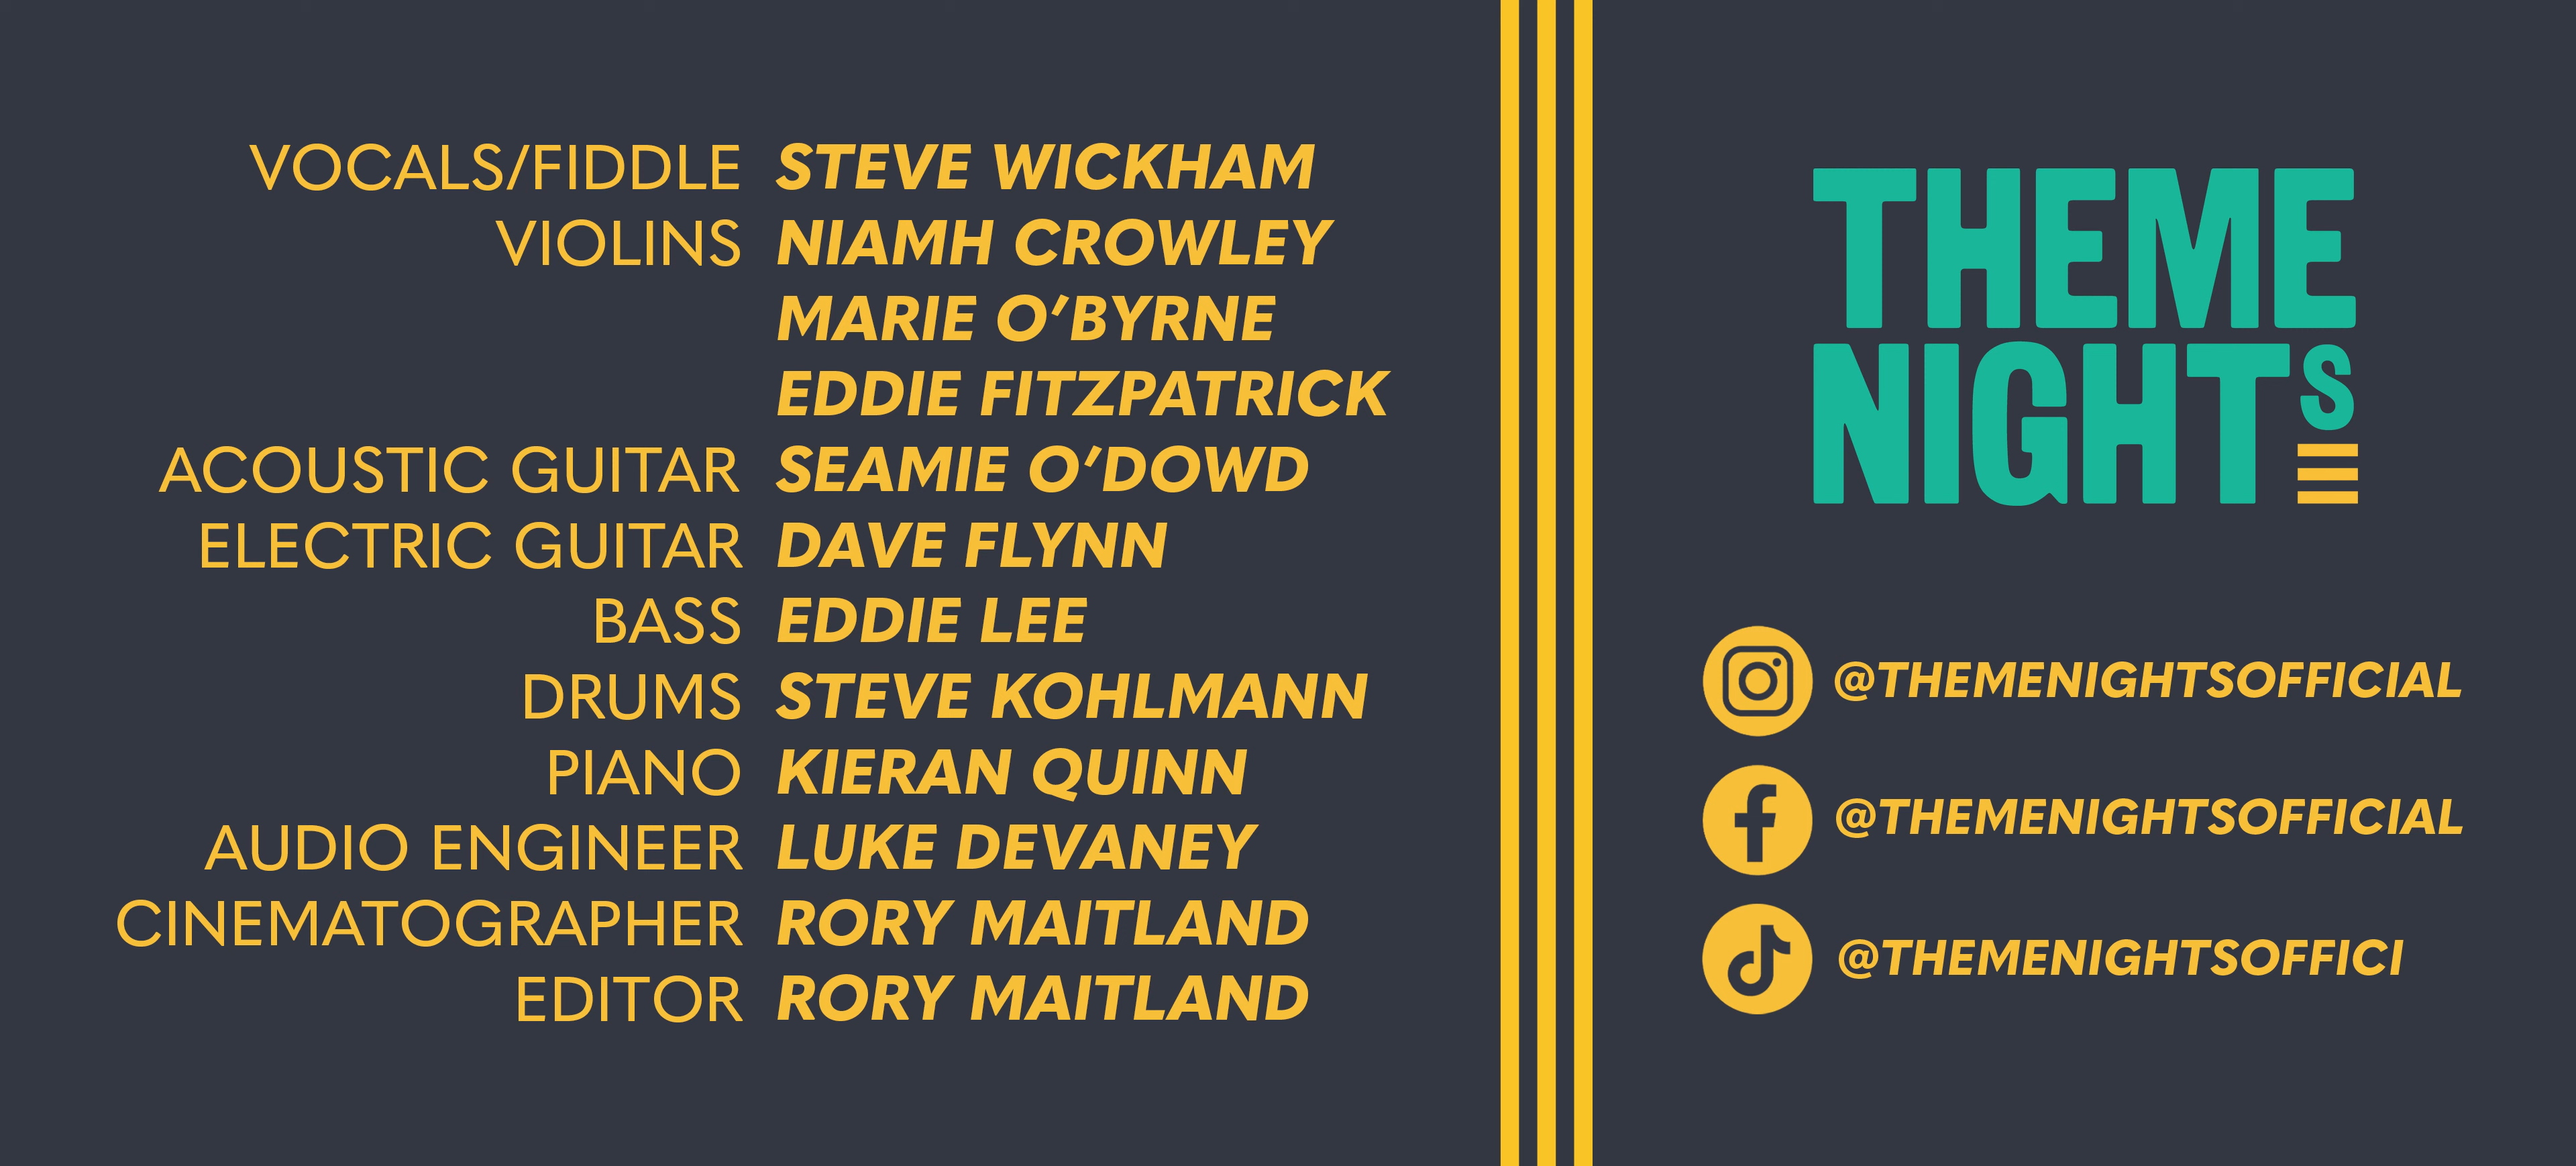 VOCALS/FIDDLE STEVE WICKHAM
VIOLINS NIAMH CROWLEY
MARIE O’BYRNE
EDDIE FITZPATRICK
ACOUSTIC GUITAR SEAMIE O’DOWD
ELECTRIC GUITAR DAVE FLYNN
BASS EDDIE LEE
DRUMS STEVE KOHLMANN
PIANO KIERAN QUINN
AUDIO ENGINEER LUKE DEVANEY
CINEMATOGRAPHER RORY MAITLAND
EDITOR RORY MAITLAND
THEME
NIGHTS
@THEMENIGHTSOFFICIAL
@THEMENIGHTSOFFICIAL
@THEMENIGHTSOFFICI